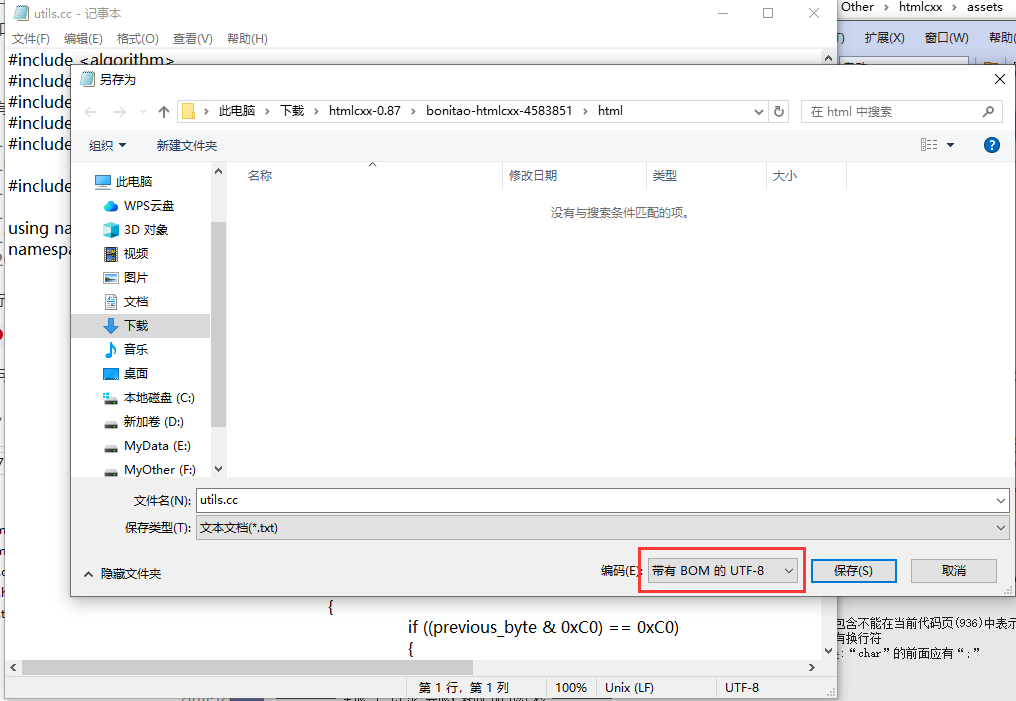 utils.cc - 记事本
Other > htmlcxx > assets
文件(F) 编辑(E) 格式(O) 查看(V) 帮助(H)
扩展(X) 窗口(W) 帮助(
#include <algorithm>
#include
#include
#include
#include
#include
using na
namespa
另存为
此电脑 > 下载 > htmlcxx-0.87 > bonitao-htmlcxx-4583851 > html
在 html 中搜索
组织 新建文件夹
名称 修改日期 类型 大小
没有与搜索条件匹配的项。
此电脑
WPS云盘
3D 对象
视频
图片
文档
下载
音乐
桌面
本地磁盘 (C:)
新加卷 (D:)
MyData (E:)
MyOther (F:)
文件名(N): utils.cc
保存类型(T): 文本文档(*.txt)
隐藏文件夹
编码(E): 带有 BOM 的 UTF-8 保存(S) 取消
{
if ((previous_byte & 0xC0) == 0xC0)
{
包含不能在当前代码页(936)中表示
有换行符
:“char”的前面应有“;”
第 1 行，第 1 列 100% Unix (LF) UTF-8